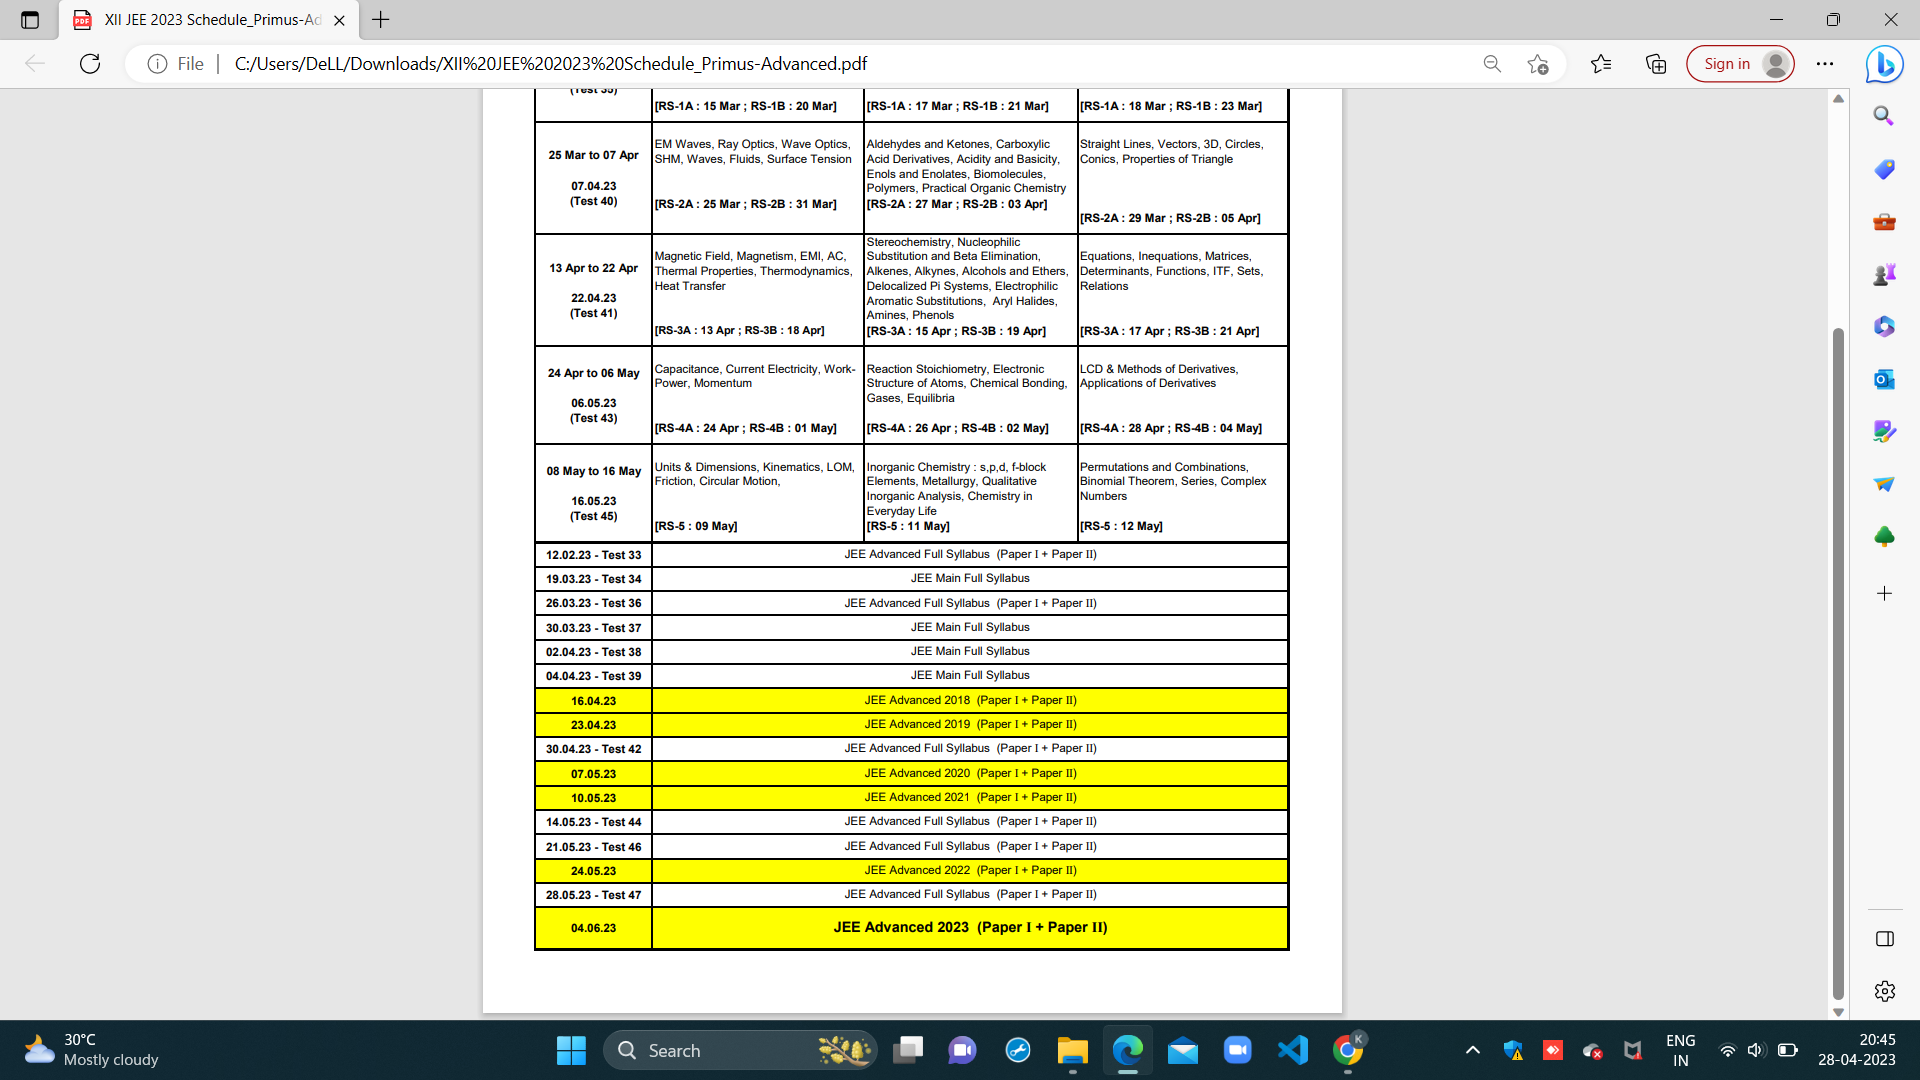 XII JEE 2023 Schedule_Primus-Ad
File
C:/Users/DeLL/Downloads/XII%20JEE%202023%20Schedule_Primus-Advanced.pdf
Sign in
(Test 35)
[RS-1A : 15 Mar ; RS-1B : 20 Mar]
[RS-1A : 17 Mar ; RS-1B : 21 Mar]
[RS-1A : 18 Mar ; RS-1B : 23 Mar]
25 Mar to 07 Apr
07.04.23
(Test 40)
EM Waves, Ray Optics, Wave Optics,
SHM, Waves, Fluids, Surface Tension
[RS-2A : 25 Mar ; RS-2B : 31 Mar]
Aldehydes and Ketones, Carboxylic
Acid Derivatives, Acidity and Basicity,
Enols and Enolates, Biomolecules,
Polymers, Practical Organic Chemistry
[RS-2A : 27 Mar ; RS-2B : 03 Apr]
Straight Lines, Vectors, 3D, Circles,
Conics, Properties of Triangle
[RS-2A : 29 Mar ; RS-2B : 05 Apr]
13 Apr to 22 Apr
22.04.23
(Test 41)
Magnetic Field, Magnetism, EMI, AC,
Thermal Properties, Thermodynamics,
Heat Transfer
[RS-3A : 13 Apr ; RS-3B : 18 Apr]
Stereochemistry, Nucleophilic
Substitution and Beta Elimination,
Alkenes, Alkynes, Alcohols and Ethers,
Delocalized Pi Systems, Electrophilic
Aromatic Substitutions, Aryl Halides,
Amines, Phenols
[RS-3A : 15 Apr ; RS-3B : 19 Apr]
Equations, Inequations, Matrices,
Determinants, Functions, ITF, Sets,
Relations
[RS-3A : 17 Apr ; RS-3B : 21 Apr]
24 Apr to 06 May
06.05.23
(Test 43)
Capacitance, Current Electricity, Work-
Power, Momentum
[RS-4A : 24 Apr ; RS-4B : 01 May]
Reaction Stoichiometry, Electronic
Structure of Atoms, Chemical Bonding,
Gases, Equilibria
[RS-4A : 26 Apr ; RS-4B : 02 May]
LCD & Methods of Derivatives,
Applications of Derivatives
[RS-4A : 28 Apr ; RS-4B : 04 May]
08 May to 16 May
16.05.23
(Test 45)
Units & Dimensions, Kinematics, LOM,
Friction, Circular Motion,
[RS-5 : 09 May]
Inorganic Chemistry : s,p,d, f-block
Elements, Metallurgy, Qualitative
Inorganic Analysis, Chemistry in
Everyday Life
[RS-5 : 11 May]
Permutations and Combinations,
Binomial Theorem, Series, Complex
Numbers
[RS-5 : 12 May]
12.02.23 - Test 33 JEE Advanced Full Syllabus (Paper I + Paper II)
19.03.23 - Test 34 JEE Main Full Syllabus
26.03.23 - Test 36 JEE Advanced Full Syllabus (Paper I + Paper II)
30.03.23 - Test 37 JEE Main Full Syllabus
02.04.23 - Test 38 JEE Main Full Syllabus
04.04.23 - Test 39 JEE Main Full Syllabus
16.04.23 JEE Advanced 2018 (Paper I + Paper II)
23.04.23 JEE Advanced 2019 (Paper I + Paper II)
30.04.23 - Test 42 JEE Advanced Full Syllabus (Paper I + Paper II)
07.05.23 JEE Advanced 2020 (Paper I + Paper II)
10.05.23 JEE Advanced 2021 (Paper I + Paper II)
14.05.23 - Test 44 JEE Advanced Full Syllabus (Paper I + Paper II)
21.05.23 - Test 46 JEE Advanced Full Syllabus (Paper I + Paper II)
24.05.23 JEE Advanced 2022 (Paper I + Paper II)
28.05.23 - Test 47 JEE Advanced Full Syllabus (Paper I + Paper II)
04.06.23 JEE Advanced 2023 (Paper I + Paper II)
30°C
Mostly cloudy
Search
K
ENG
IN
20:45
28-04-2023